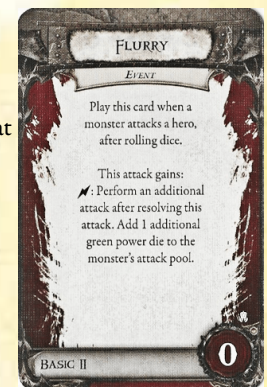 FLURRY
EVENT
at
Play this card when a
monster attacks a hero,
after rolling dice.
This attack gains:
: Perform an additional
attack after resolving this
attack. Add 1 additional
green power die to the
monster's attack pool.
BASIC II
0